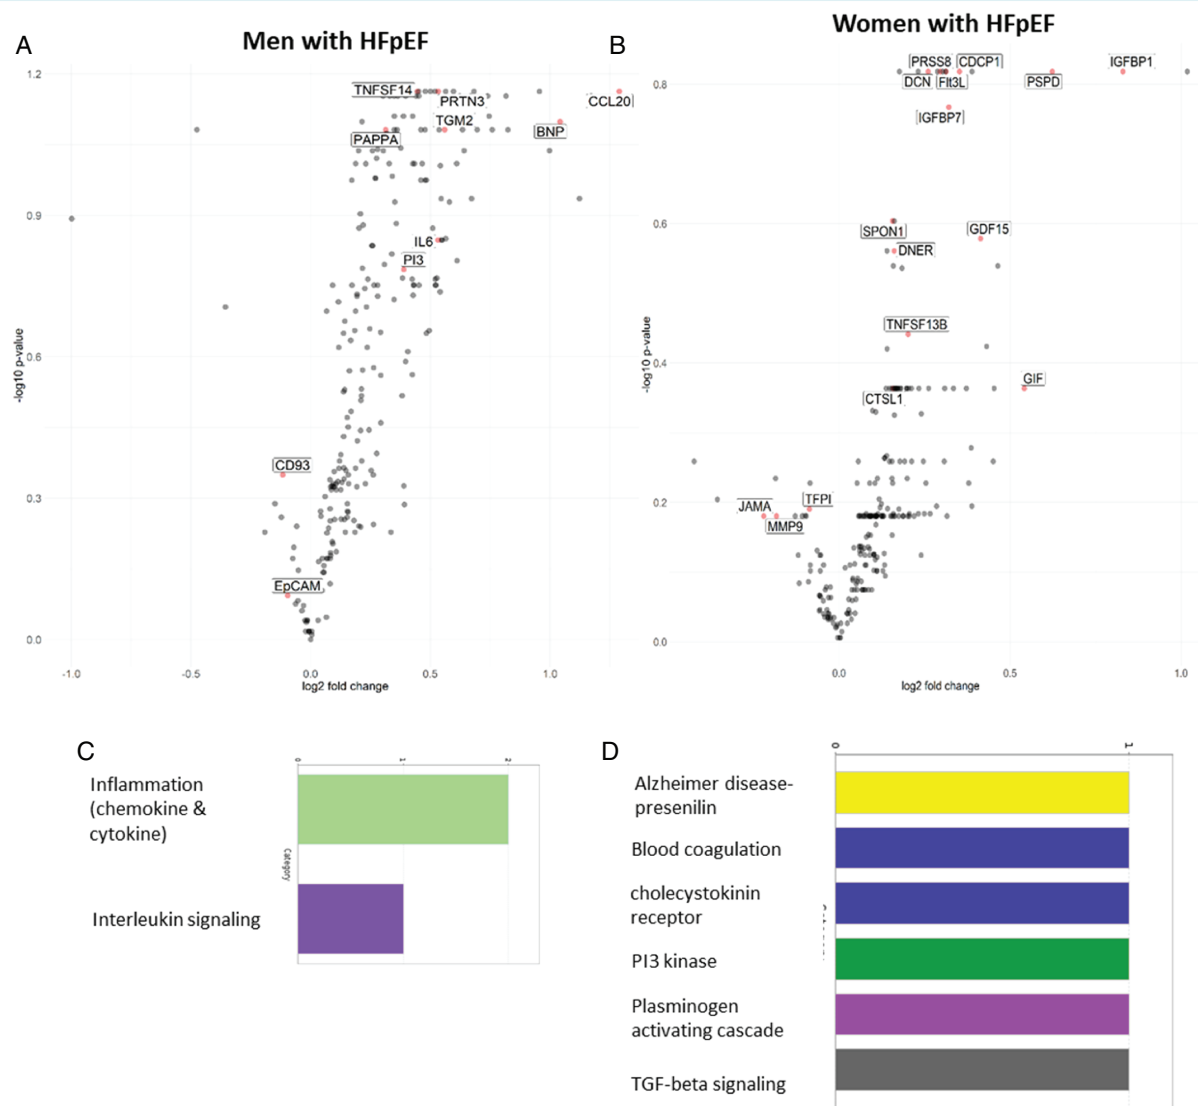 A
Men with HFpEF
1.2
0.9
0.6
0.3
0.0
-log10 p-value
-1.0
-0.5
0.0
0.5
1.0
log2 fold change
TNFSF14
PRTN3
CCL20
TGM2
BNP
PAPPA
IL6
PI3
CD93
EpCAM
B
Women with HFpEF
0.8
0.6
0.4
0.2
0.0
-log10 p-value
0.0
0.5
1.0
log2 fold change
PRSS8
CDCP1
IGFBP1
DCN
Flt3L
PSPD
IGFBP7
SPON1
GDF15
DNER
TNFSF13B
GIF
CTSL1
JAMA
TFPI
MMP9
C
0
1
2
Inflammation
(chemokine &
cytokine)
Category
Interleukin signaling
D
0
1
Alzheimer disease-
presenilin
Blood coagulation
cholecystokinin
receptor
PI3 kinase
Plasminogen
activating cascade
TGF-beta signaling